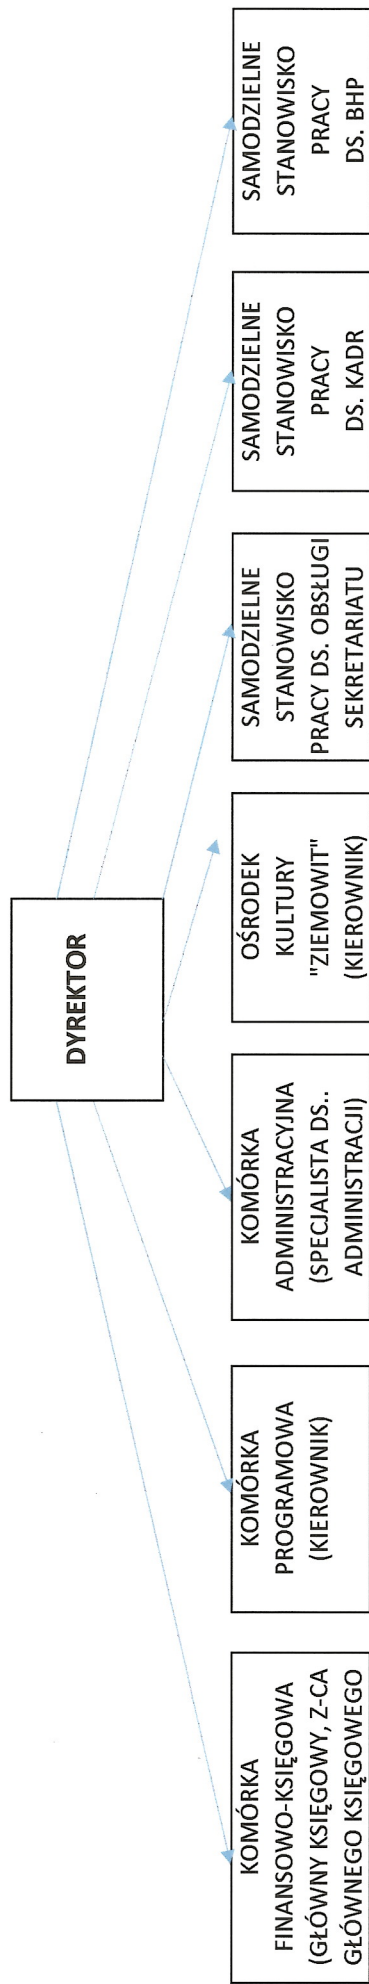 DYREKTOR
KOMÓRKA
FINANSOWO-KSIĘGOWA
(GŁÓWNY KSIĘGOWY, Z-CA
GŁÓWNEGO KSIĘGOWEGO
KOMÓRKA
PROGRAMOWA
(KIEROWNIK)
KOMÓRKA
ADMINISTRACYJNA
(SPECJALISTA DS..
ADMINISTRACJI)
OŚRODEK
KULTURY
"ZIEMOWIT"
(KIEROWNIK)
SAMODZIELNE
STANOWISKO
PRACY DS. OBSŁUGI
SEKRETARIATU
SAMODZIELNE
STANOWISKO
PRACY
DS. KADR
SAMODZIELNE
STANOWISKO
PRACY
DS. BHP